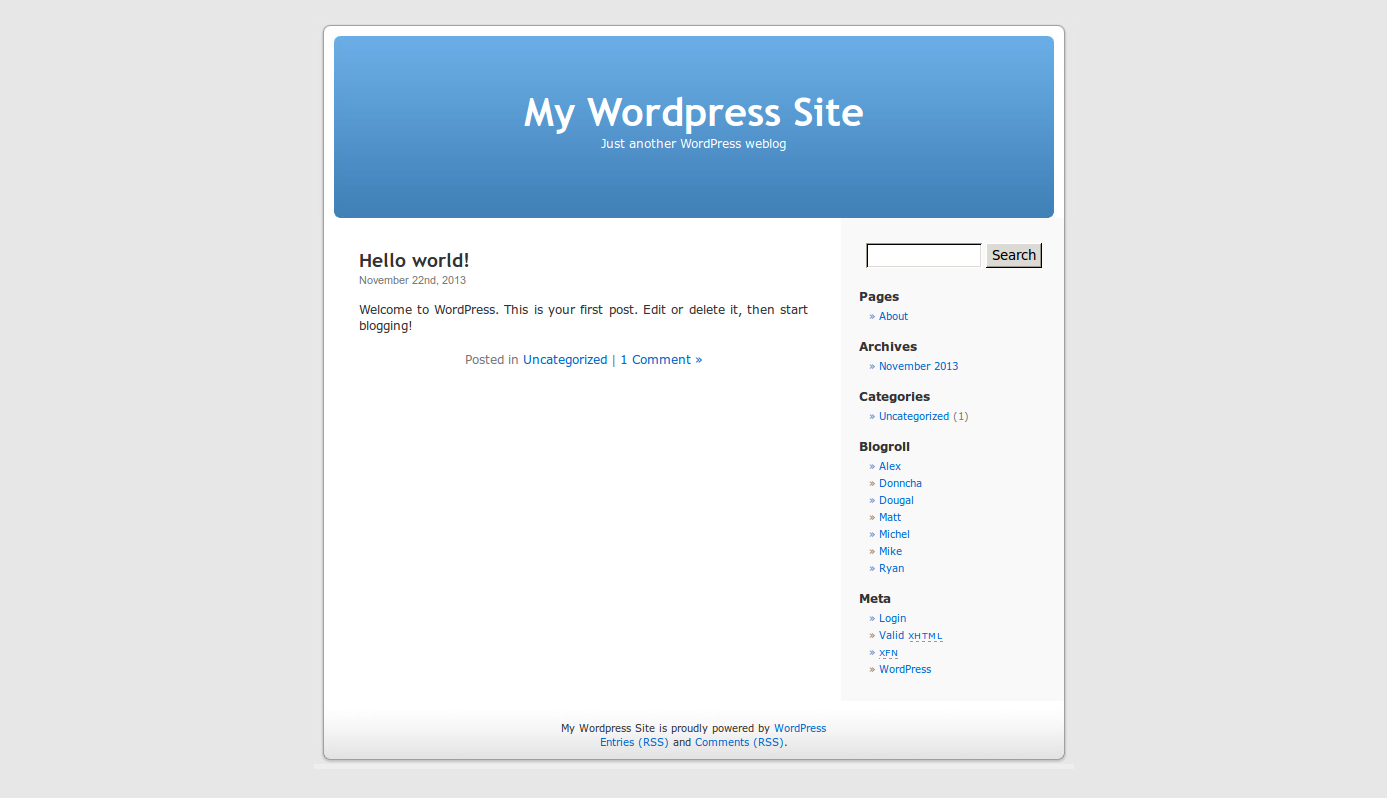 My Wordpress Site
Just another WordPress weblog
Hello world!
November 22nd, 2013
Welcome to WordPress. This is your first post. Edit or delete it, then start
blogging!
Posted in Uncategorized | 1 Comment »
Search
Pages
» About
Archives
» November 2013
Categories
» Uncategorized (1)
Blogroll
» Alex
» Donncha
» Dougal
» Matt
» Michel
» Mike
» Ryan
Meta
» Login
» Valid XHTML
» XFN
» WordPress
My Wordpress Site is proudly powered by WordPress
Entries (RSS) and Comments (RSS).